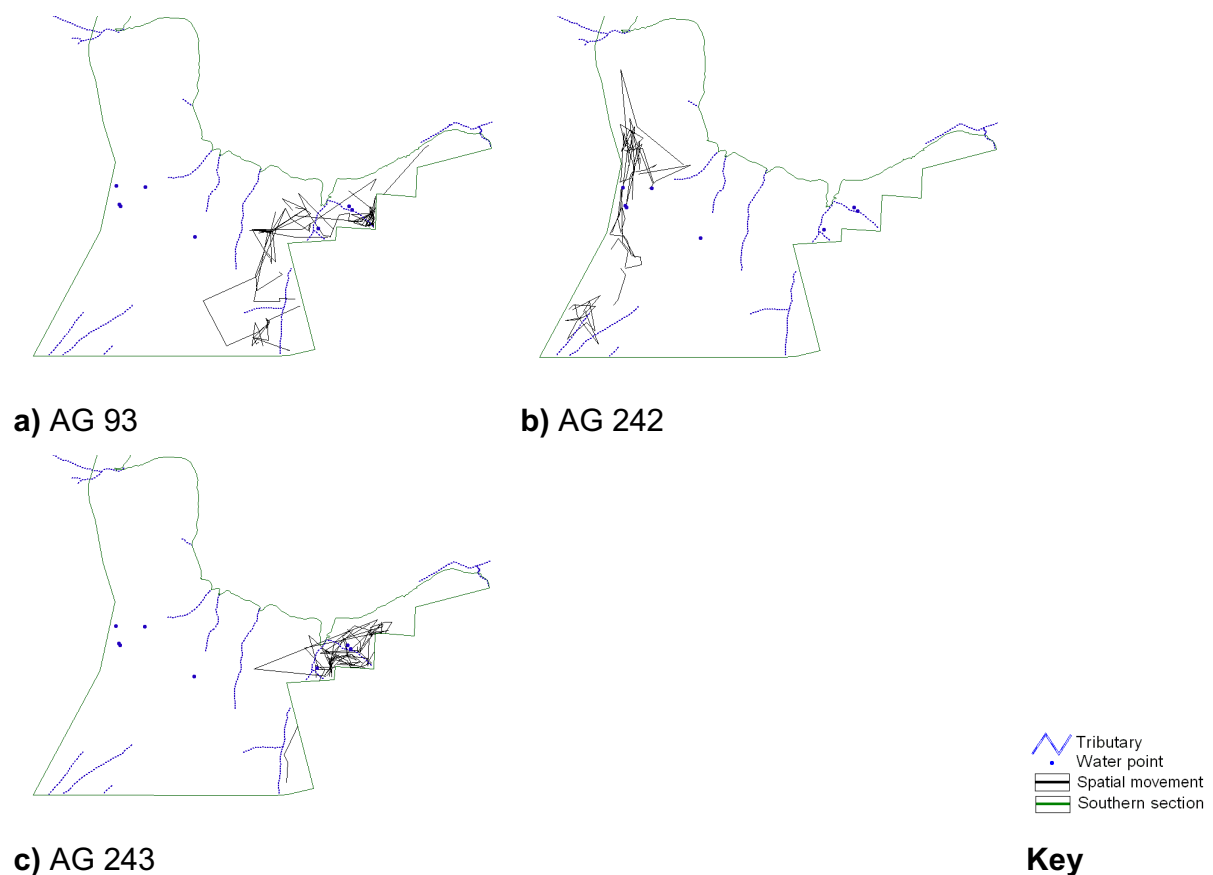 a) AG 93
b) AG 242
c) AG 243
Tributary
Water point
Spatial movement
Southern section
Key